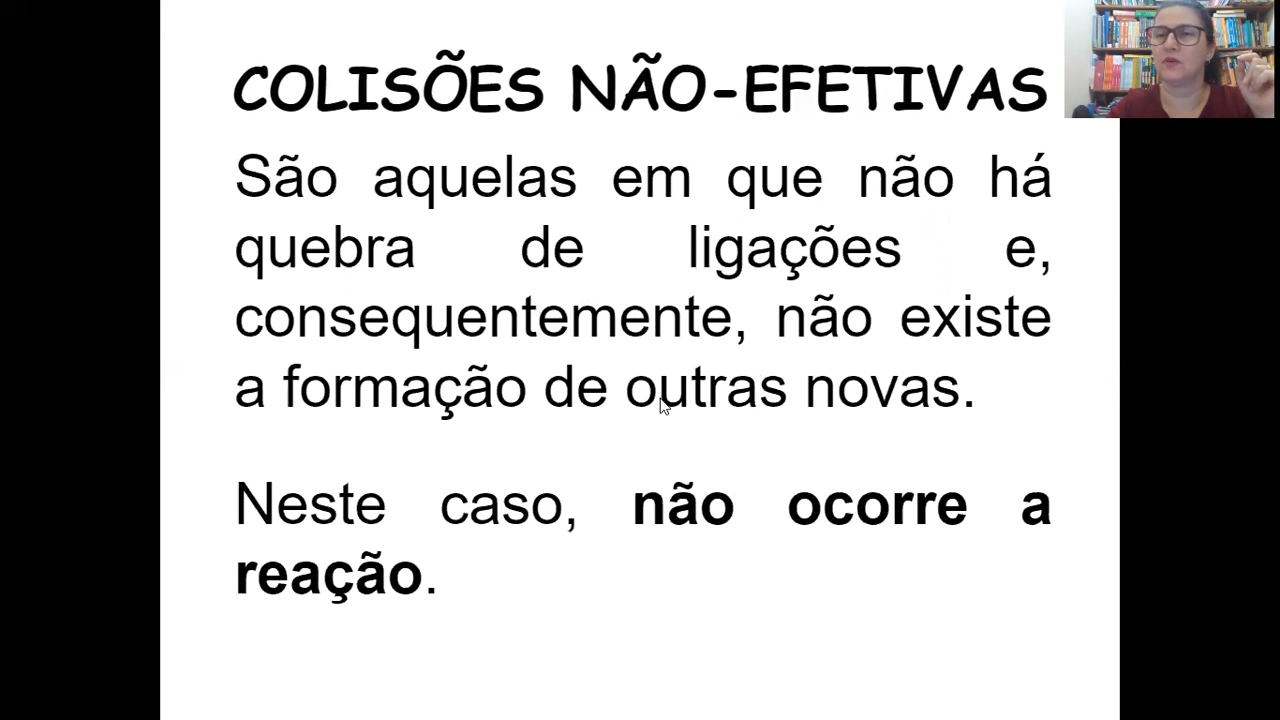 COLISÕES NÃO-EFETIVAS
São aquelas em que não há
quebra de ligações e,
consequentemente, não existe
a formação de outras novas.
Neste caso, não ocorre a
reação.